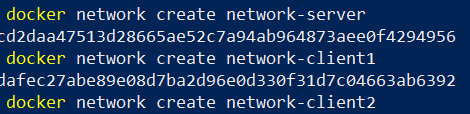 docker network create network-server
cd2daa47513d28665ae52c7a94ab964873aee0f4294956
docker network create network-client1
dafec27abe89e08d7ba2d96e0d330f31d7c04663ab6392
docker network create network-client2